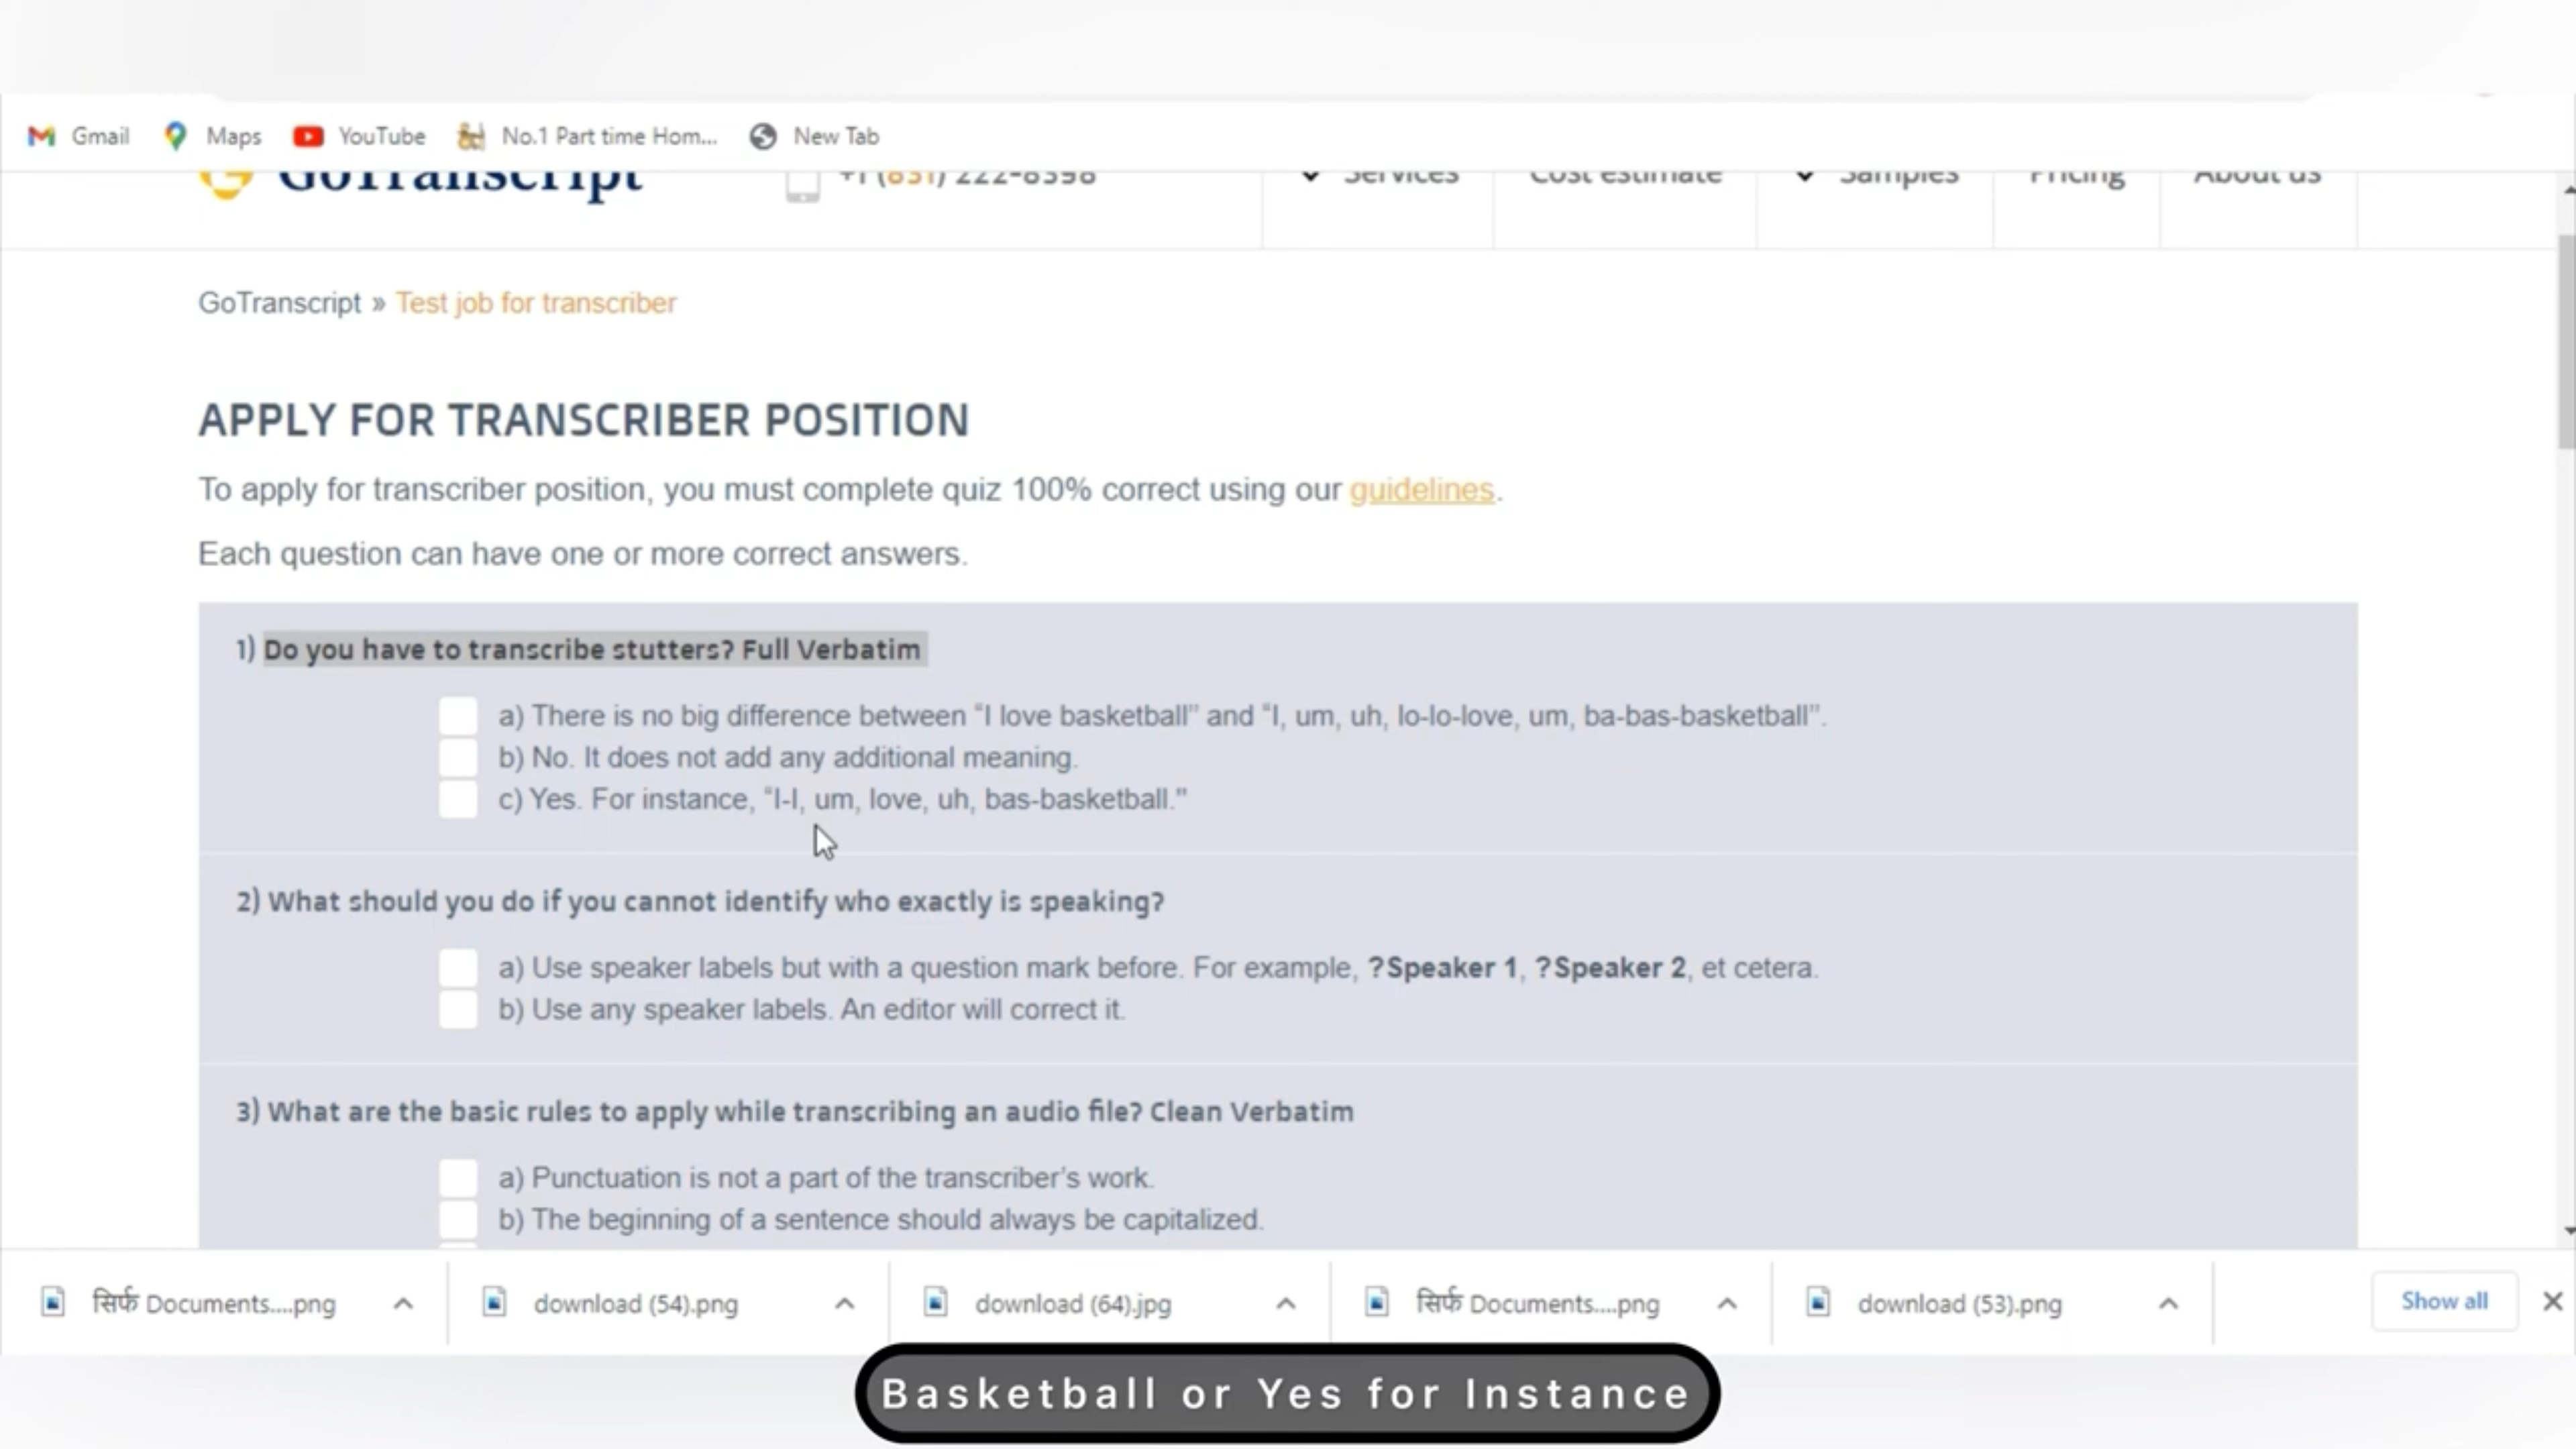 Gmail Maps YouTube No.1 Part time Hom... New Tab
GoTranscript +1 (831) 222-8398 Services Cost estimate Samples Pricing About us
GoTranscript » Test job for transcriber
APPLY FOR TRANSCRIBER POSITION
To apply for transcriber position, you must complete quiz 100% correct using our guidelines.
Each question can have one or more correct answers.
1) Do you have to transcribe stutters? Full Verbatim
a) There is no big difference between “I love basketball” and “I, um, uh, lo-lo-love, um, ba-bas-basketball”.
b) No. It does not add any additional meaning.
c) Yes. For instance, “I-I, um, love, uh, bas-basketball."
2) What should you do if you cannot identify who exactly is speaking?
a) Use speaker labels but with a question mark before. For example, ?Speaker 1, ?Speaker 2, et cetera.
b) Use any speaker labels. An editor will correct it.
3) What are the basic rules to apply while transcribing an audio file? Clean Verbatim
a) Punctuation is not a part of the transcriber’s work.
b) The beginning of a sentence should always be capitalized.
सिर्फ Documents....png download (54).png download (64).jpg सिर्फ Documents....png download (53).png Show all
Basketball or Yes for Instance